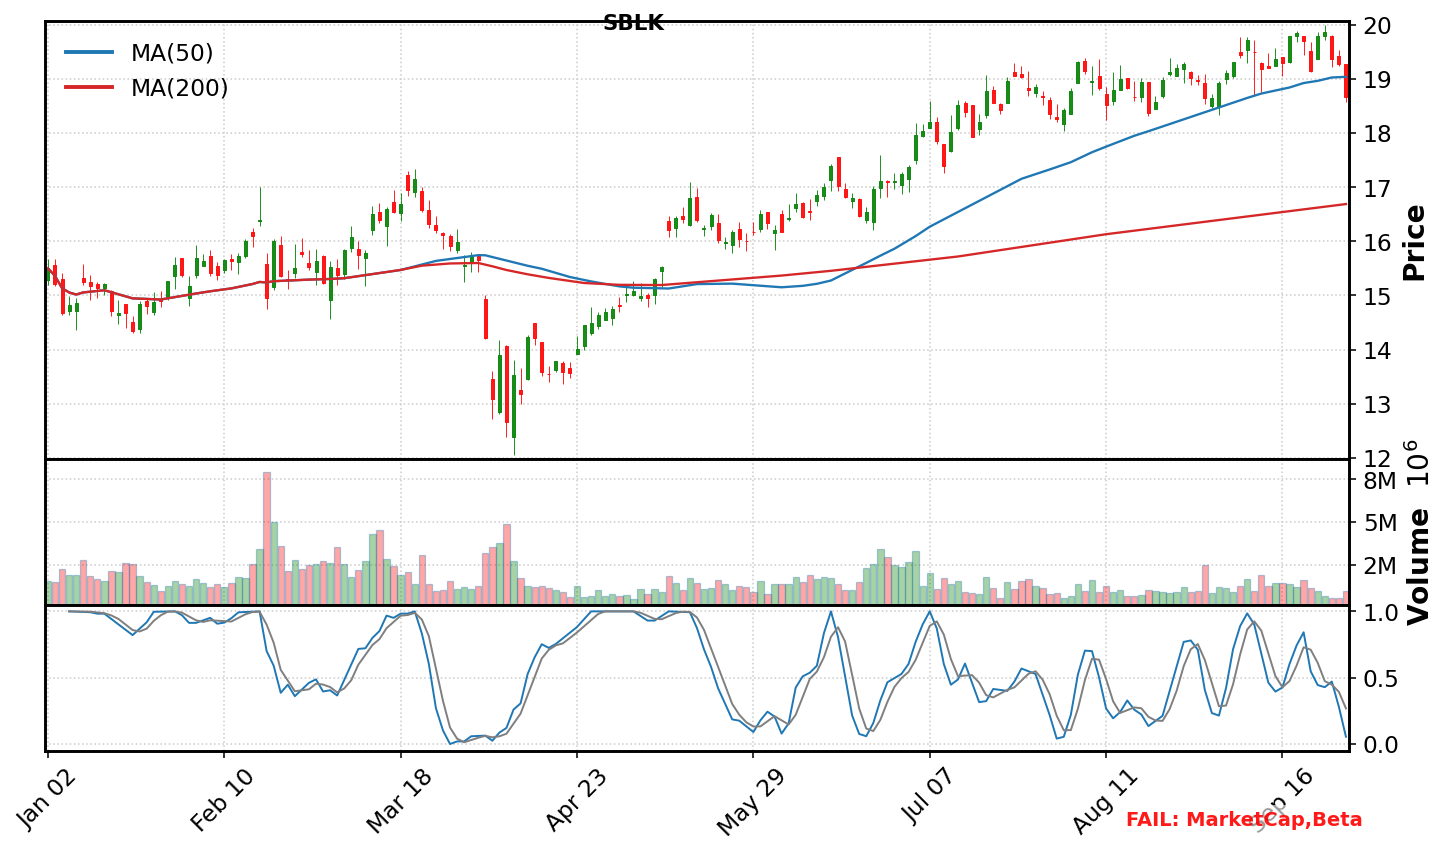 SBLK
MA(50)
MA(200)
20
19
18
17
16
15
14
13
12
Price
10^6
8M
5M
2M
Volume
1.0
0.5
0.0
Jan 02
Feb 10
Mar 18
Apr 23
May 29
Jul 07
Aug 11
Sep 16
FAIL: MarketCap,Beta